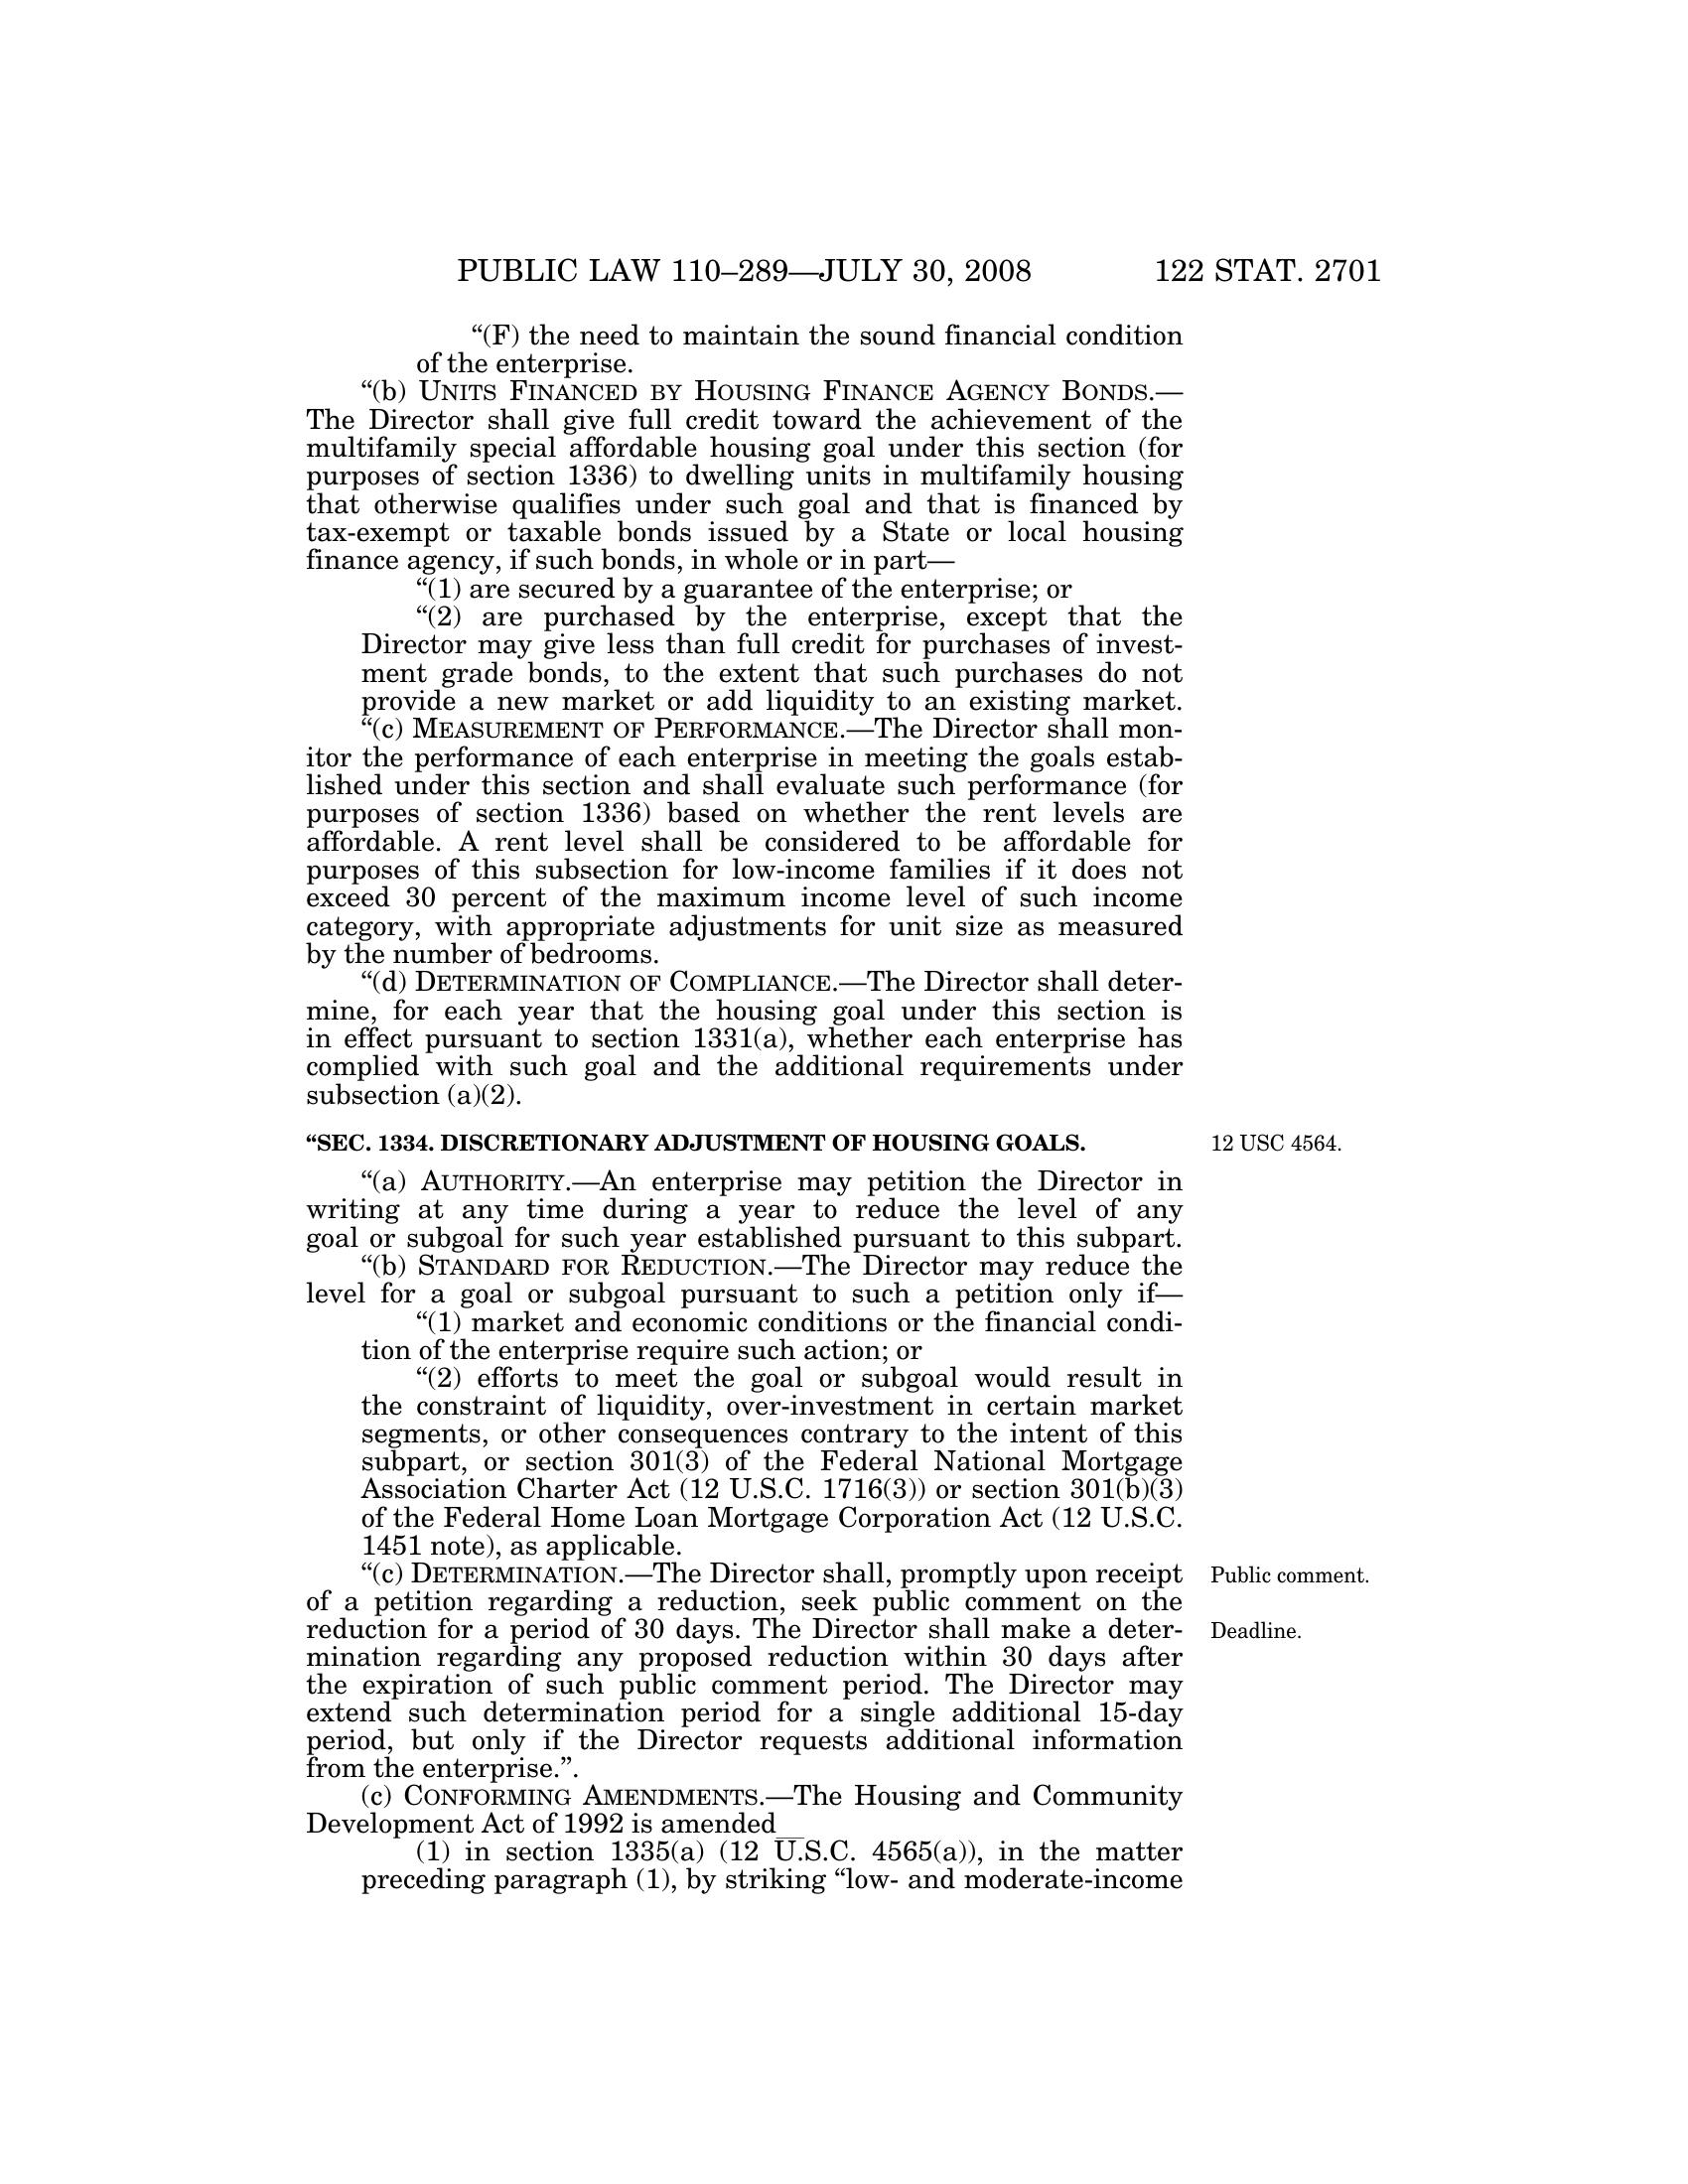 PUBLIC LAW 110–289—JULY 30, 2008 122 STAT. 2701
“(F) the need to maintain the sound financial condition
of the enterprise.
“(b) UNITS FINANCED BY HOUSING FINANCE AGENCY BONDS.—
The Director shall give full credit toward the achievement of the
multifamily special affordable housing goal under this section (for
purposes of section 1336) to dwelling units in multifamily housing
that otherwise qualifies under such goal and that is financed by
tax-exempt or taxable bonds issued by a State or local housing
finance agency, if such bonds, in whole or in part—
“(1) are secured by a guarantee of the enterprise; or
“(2) are purchased by the enterprise, except that the
Director may give less than full credit for purchases of invest-
ment grade bonds, to the extent that such purchases do not
provide a new market or add liquidity to an existing market.
“(c) MEASUREMENT OF PERFORMANCE.—The Director shall mon-
itor the performance of each enterprise in meeting the goals estab-
lished under this section and shall evaluate such performance (for
purposes of section 1336) based on whether the rent levels are
affordable. A rent level shall be considered to be affordable for
purposes of this subsection for low-income families if it does not
exceed 30 percent of the maximum income level of such income
category, with appropriate adjustments for unit size as measured
by the number of bedrooms.
“(d) DETERMINATION OF COMPLIANCE.—The Director shall deter-
mine, for each year that the housing goal under this section is
in effect pursuant to section 1331(a), whether each enterprise has
complied with such goal and the additional requirements under
subsection (a)(2).
“SEC. 1334. DISCRETIONARY ADJUSTMENT OF HOUSING GOALS. 12 USC 4564.
“(a) AUTHORITY.—An enterprise may petition the Director in
writing at any time during a year to reduce the level of any
goal or subgoal for such year established pursuant to this subpart.
“(b) STANDARD FOR REDUCTION.—The Director may reduce the
level for a goal or subgoal pursuant to such a petition only if—
“(1) market and economic conditions or the financial condi-
tion of the enterprise require such action; or
“(2) efforts to meet the goal or subgoal would result in
the constraint of liquidity, over-investment in certain market
segments, or other consequences contrary to the intent of this
subpart, or section 301(3) of the Federal National Mortgage
Association Charter Act (12 U.S.C. 1716(3)) or section 301(b)(3)
of the Federal Home Loan Mortgage Corporation Act (12 U.S.C.
1451 note), as applicable.
“(c) DETERMINATION.—The Director shall, promptly upon receipt Public comment.
of a petition regarding a reduction, seek public comment on the
reduction for a period of 30 days. The Director shall make a deter- Deadline.
mination regarding any proposed reduction within 30 days after
the expiration of such public comment period. The Director may
extend such determination period for a single additional 15-day
period, but only if the Director requests additional information
from the enterprise.”.
(c) CONFORMING AMENDMENTS.—The Housing and Community
Development Act of 1992 is amended__
(1) in section 1335(a) (12 U.S.C. 4565(a)), in the matter
preceding paragraph (1), by striking “low- and moderate-income